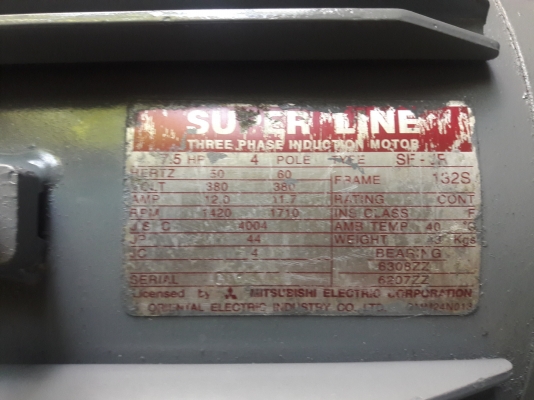 SUPER LINE
THREE PHASE INDUCTION MOTOR
7.5 HP 4 POLE TYPE SF-JR
HERTZ 50 60 FRAME 132S
VOLT 380 380
AMP 12.0 11.7 RATING CONT
RPM 1420 1710 INS CLASS F
J S C 4004 AMB TEMP 40 °C
JP 44 WEIGHT Kgs
JC 4 BEARING
6308ZZ
SERIAL 6207ZZ
Licensed by MITSUBISHI ELECTRIC CORPORATION
ORIENTAL ELECTRIC INDUSTRY CO., LTD.